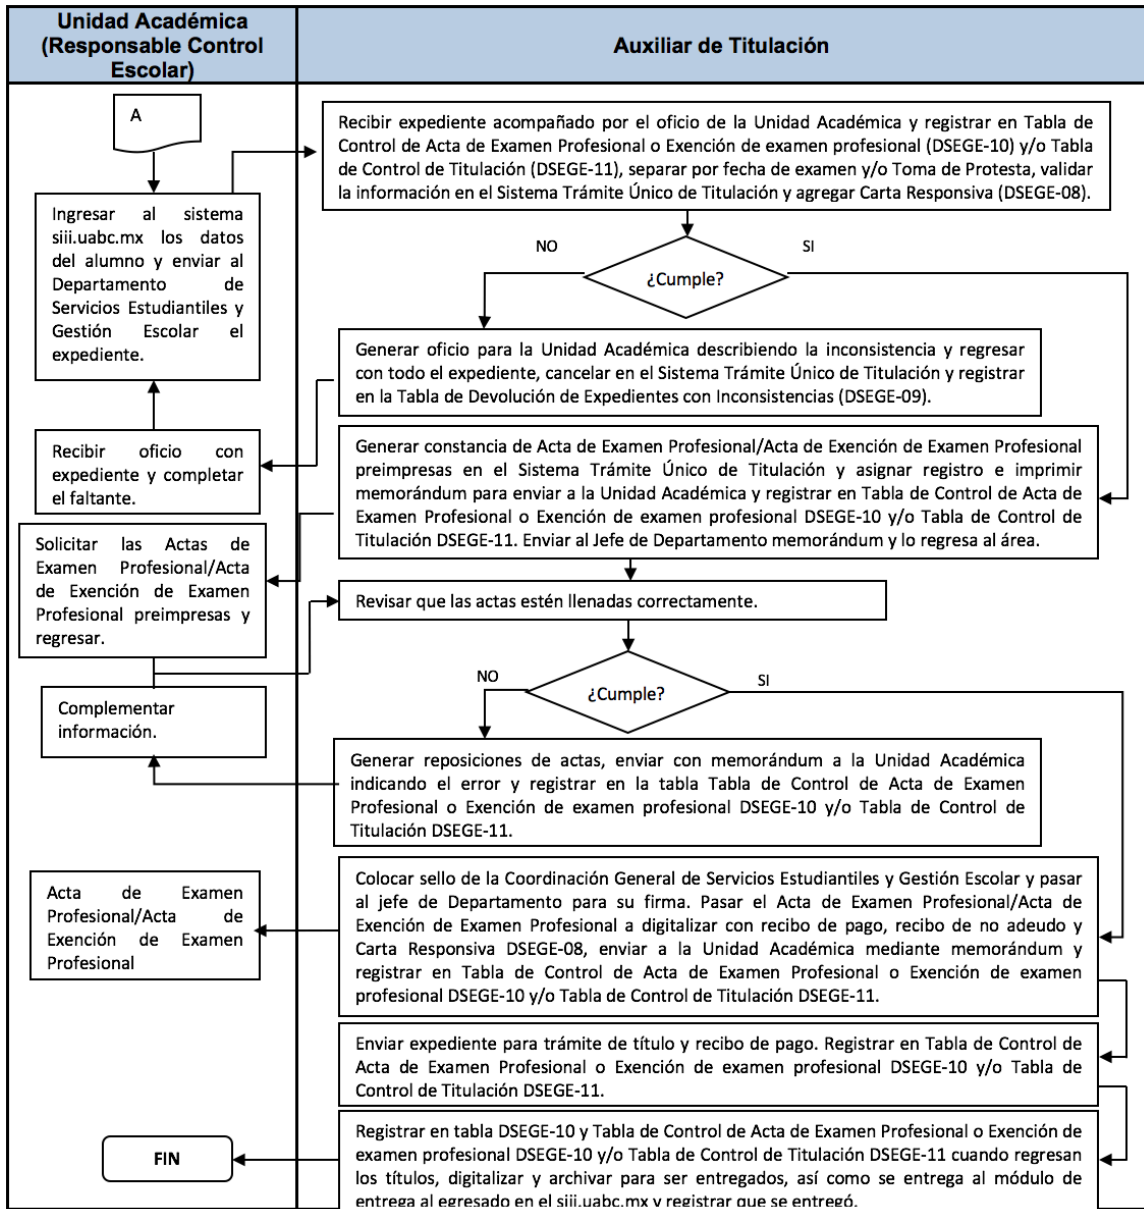 Unidad Académica
(Responsable Control
Escolar)
Auxiliar de Titulación
A
Recibir expediente acompañado por el oficio de la Unidad Académica y registrar en Tabla de
Control de Acta de Examen Profesional o Exención de examen profesional (DSEGE-10) y/o Tabla
de Control de Titulación (DSEGE-11), separar por fecha de examen y/o Toma de Protesta, validar
la información en el Sistema Trámite Único de Titulación y agregar Carta Responsiva (DSEGE-08).
Ingresar al sistema
siii.uabc.mx los datos
del alumno y enviar al
Departamento de
Servicios Estudiantiles y
Gestión Escolar el
expediente.
NO
SI
¿Cumple?
Generar oficio para la Unidad Académica describiendo la inconsistencia y regresar
con todo el expediente, cancelar en el Sistema Trámite Único de Titulación y registrar
en la Tabla de Devolución de Expedientes con Inconsistencias (DSEGE-09).
Recibir oficio con
expediente y completar
el faltante.
Generar constancia de Acta de Examen Profesional/Acta de Exención de Examen Profesional
preimpresas en el Sistema Trámite Único de Titulación y asignar registro e imprimir
memorándum para enviar a la Unidad Académica y registrar en Tabla de Control de Acta de
Examen Profesional o Exención de examen profesional DSEGE-10 y/o Tabla de Control de
Titulación DSEGE-11. Enviar al Jefe de Departamento memorándum y lo regresa al área.
Solicitar las Actas de
Examen Profesional/Acta
de Exención de Examen
Profesional preimpresas y
regresar.
Revisar que las actas estén llenadas correctamente.
NO
SI
¿Cumple?
Complementar
información.
Generar reposiciones de actas, enviar con memorándum a la Unidad Académica
indicando el error y registrar en la tabla Tabla de Control de Acta de Examen
Profesional o Exención de examen profesional DSEGE-10 y/o Tabla de Control de
Titulación DSEGE-11.
Acta de Examen
Profesional/Acta de
Exención de Examen
Profesional
Colocar sello de la Coordinación General de Servicios Estudiantiles y Gestión Escolar y pasar
al jefe de Departamento para su firma. Pasar el Acta de Examen Profesional/Acta de
Exención de Examen Profesional a digitalizar con recibo de pago, recibo de no adeudo y
Carta Responsiva DSEGE-08, enviar a la Unidad Académica mediante memorándum y
registrar en Tabla de Control de Acta de Examen Profesional o Exención de examen
profesional DSEGE-10 y/o Tabla de Control de Titulación DSEGE-11.
Enviar expediente para trámite de título y recibo de pago. Registrar en Tabla de Control de
Acta de Examen Profesional o Exención de examen profesional DSEGE-10 y/o Tabla de
Control de Titulación DSEGE-11.
FIN
Registrar en tabla DSEGE-10 y Tabla de Control de Acta de Examen Profesional o Exención de
examen profesional DSEGE-10 y/o Tabla de Control de Titulación DSEGE-11 cuando regresan
los títulos, digitalizar y archivar para ser entregados, así como se entrega al módulo de
entrega al egresado en el siii.uabc.mx y registrar que se entregó.